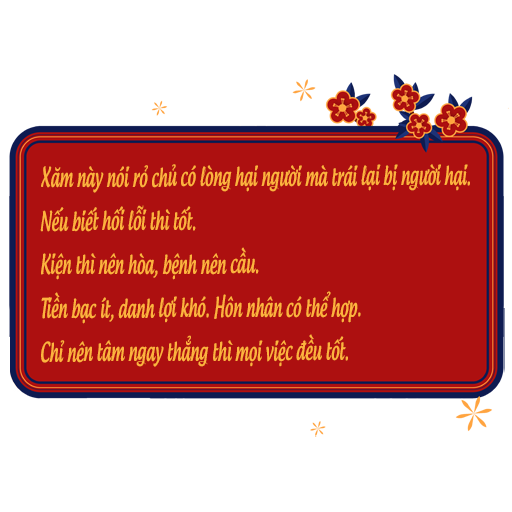 Xăm này nói rỏ chủ có lòng hại người mà trái lại bị người hại.
Nếu biết hối lỗi thì tốt.
Kiện thì nên hòa, bệnh nên cầu.
Tiền bạc ít, danh lợi khó. Hôn nhân có thể hợp.
Chỉ nên tâm ngay thẳng thì mọi việc đều tốt.